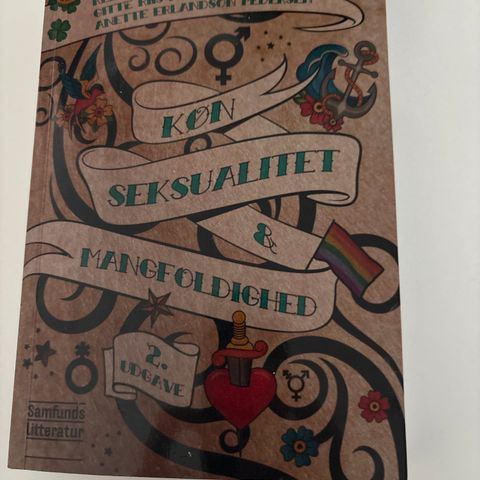 ANETTE ERLANDSON PEDERSEN
KØN
SEKSUALITET
&
MANGFOLDIGHED
2.
UDGAVE
Samfunds
litteratur